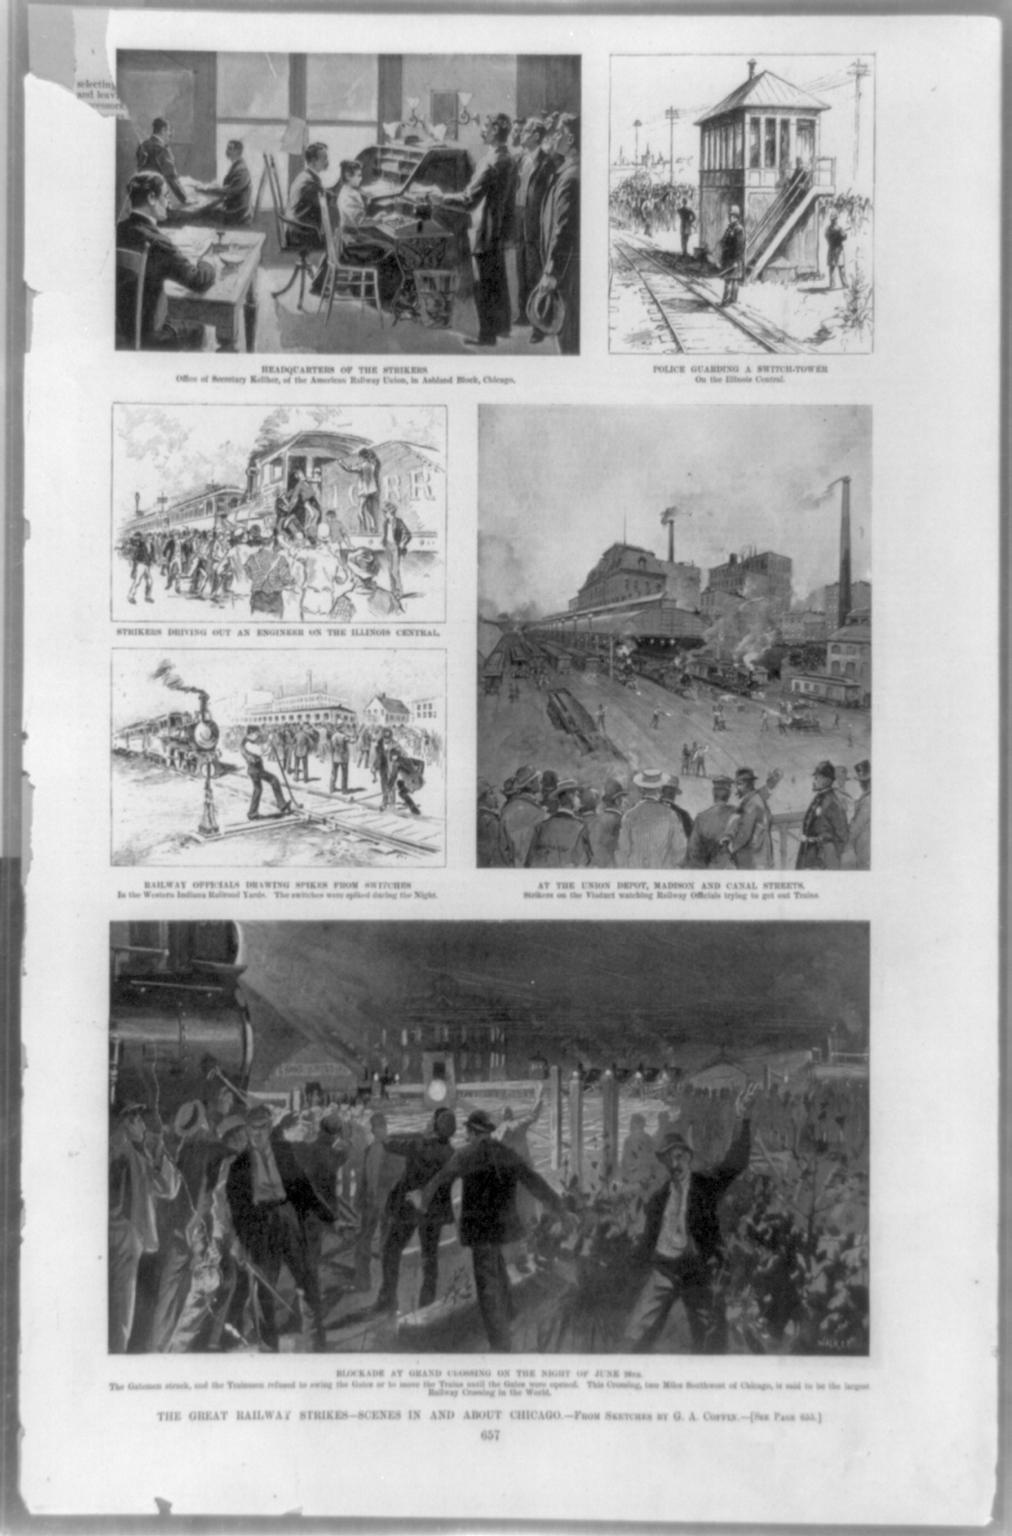 selecting
and leav
HEADQUARTERS OF THE STRIKERS
Office of Secretary Keliher, of the American Railway Union, in Ashland Block, Chicago.
POLICE GUARDING A SWITCH-TOWER
On the Illinois Central.
I C R R
STRIKERS DRIVING OUT AN ENGINEER ON THE ILLINOIS CENTRAL.
RAILWAY OFFICIALS DRAWING SPIKES FROM SWITCHES
In the Western Indiana Railroad Yards. The switches were spiked during the Night.
AT THE UNION DEPOT, MADISON AND CANAL STREETS.
Strikers on the Viaduct watching Railway Officials trying to get out Trains.
BLOCKADE AT GRAND CROSSING ON THE NIGHT OF JUNE
The Gatemen struck, and the Trainmen refused to swing the Gates or to move the Trains until the Gates were opened. This Crossing, two Miles Southwest of Chicago, is said to be the largest
Railway Crossing in the World.
THE GREAT RAILWAY STRIKES—SCENES IN AND ABOUT CHICAGO.—From Sketches by G. A. Coffin.—[See Page 655.]
657